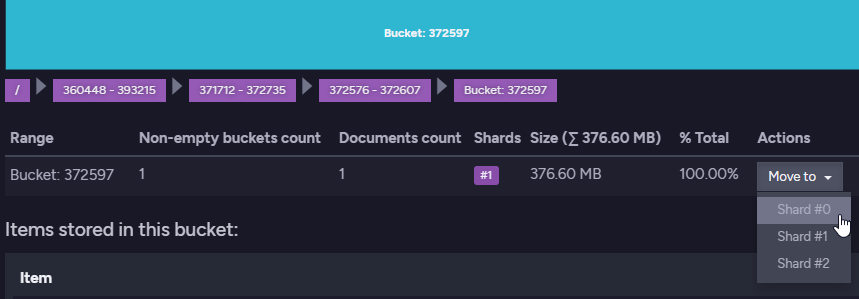 Bucket: 372597
/ 360448 - 393215 371712 - 372735 372576 - 372607 Bucket: 372597
Range Non-empty buckets count Documents count Shards Size (∑ 376.60 MB) % Total Actions
Bucket: 372597 1 1 #1 376.60 MB 100.00% Move to
Shard #0
Shard #1
Shard #2
Items stored in this bucket:
Item